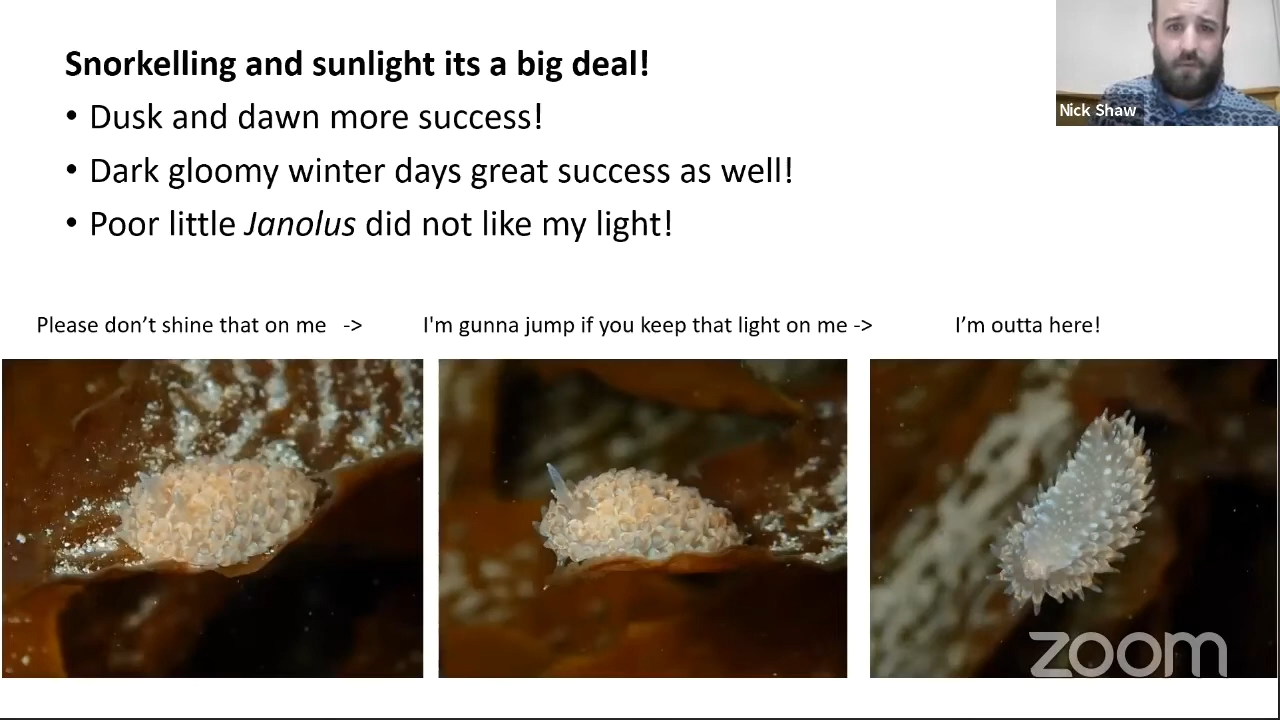 Snorkelling and sunlight its a big deal!
• Dusk and dawn more success!
• Dark gloomy winter days great success as well!
• Poor little Janolus did not like my light!
Nick Shaw
Please don’t shine that on me -> I'm gunna jump if you keep that light on me -> I’m outta here!
zoom